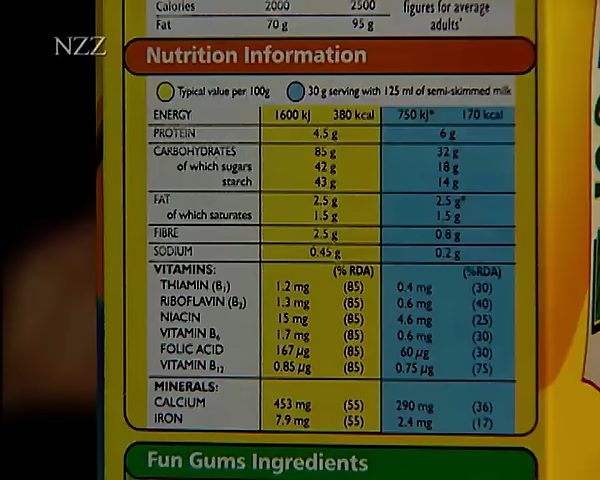 Calories 2000 2500 figures for average
Fat 70 g 95 g adults'
NZZ
Nutrition Information
Typical value per 100g 30 g serving with 125 ml of semi-skimmed milk
ENERGY 1600 kJ 380 kcal 750 kJ* 170 kcal
PROTEIN 4.5 g 6 g
CARBOHYDRATES 85 g 32 g
of which sugars 42 g 18 g
starch 43 g 14 g
FAT 2.5 g 2.5 g*
of which saturates 1.5 g 1.5 g
FIBRE 2.5 g 0.8 g
SODIUM 0.45 g 0.2 g
VITAMINS: (% RDA) (%RDA)
THIAMIN (B₁) 1.2 mg (85) 0.4 mg (30)
RIBOFLAVIN (B₂) 1.3 mg (85) 0.6 mg (40)
NIACIN 15 mg (85) 4.6 mg (25)
VITAMIN B₆ 1.7 mg (85) 0.6 mg (30)
FOLIC ACID 167 µg (85) 60 µg (30)
VITAMIN B₁₂ 0.85 µg (85) 0.75 µg (75)
MINERALS:
CALCIUM 453 mg (55) 290 mg (36)
IRON 7.9 mg (55) 2.4 mg (17)
Fun Gums Ingredients